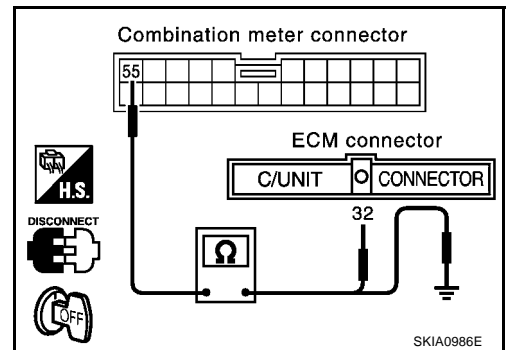 Combination meter connector
55
ECM connector
C/UNIT
CONNECTOR
H.S.
32
DISCONNECT
Ω
OFF
SKIA0986E